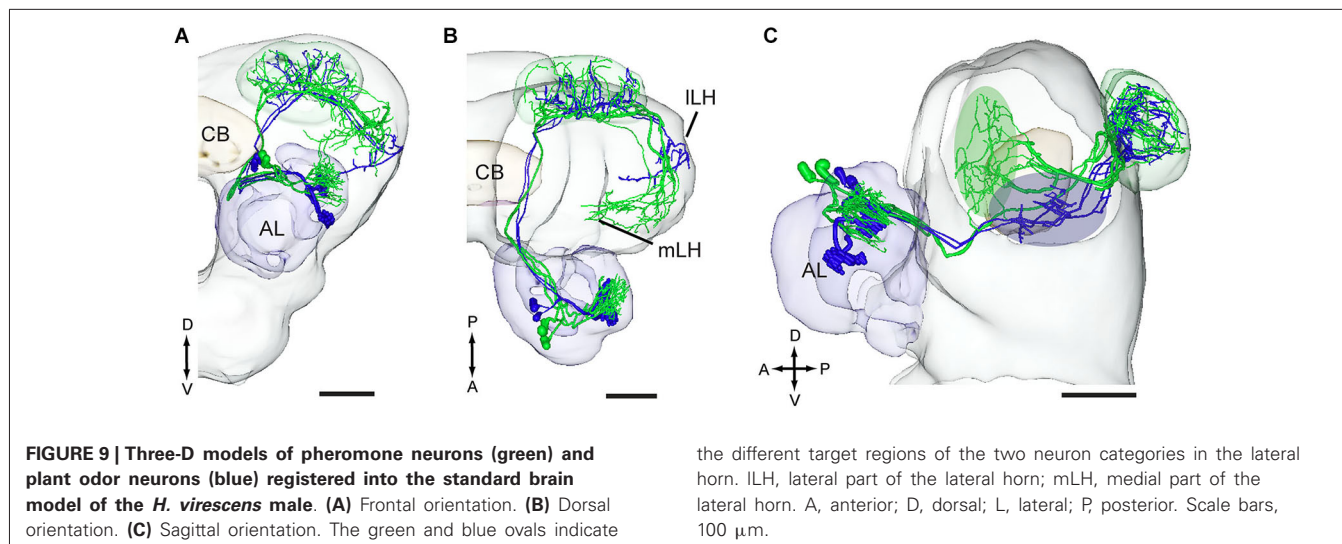 A
B
C
CB
AL
D
V
CB
lLH
mLH
P
A
AL
D
A
P
V
FIGURE 9 | Three-D models of pheromone neurons (green) and
plant odor neurons (blue) registered into the standard brain
model of the H. virescens male. (A) Frontal orientation. (B) Dorsal
orientation. (C) Sagittal orientation. The green and blue ovals indicate
the different target regions of the two neuron categories in the lateral
horn. lLH, lateral part of the lateral horn; mLH, medial part of the
lateral horn. A, anterior; D, dorsal; L, lateral; P, posterior. Scale bars,
100 μm.